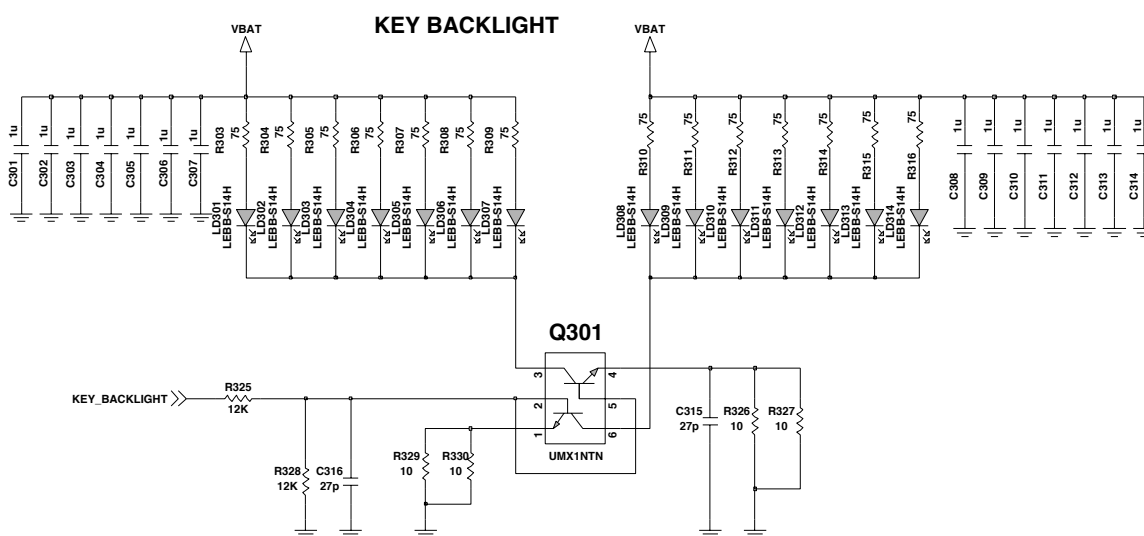 KEY BACKLIGHT
VBAT
VBAT
1u
C301
1u
C302
1u
C303
1u
C304
1u
C305
1u
C306
1u
C307
75
R303
75
R304
75
R305
75
R306
75
R307
75
R308
75
R309
LD301
LEBB-S14H
LD302
LEBB-S14H
LD303
LEBB-S14H
LD304
LEBB-S14H
LD305
LEBB-S14H
LD306
LEBB-S14H
LD307
LEBB-S14H
75
R310
75
R311
75
R312
75
R313
75
R314
75
R315
75
R316
LD308
LEBB-S14H
LD309
LEBB-S14H
LD310
LEBB-S14H
LD311
LEBB-S14H
LD312
LEBB-S14H
LD313
LEBB-S14H
LD314
LEBB-S14H
1u
C308
1u
C309
1u
C310
1u
C311
1u
C312
1u
C313
1u
C314
Q301
3
4
2
5
1
6
UMX1NTN
KEY_BACKLIGHT
R325
12K
R328
12K
C316
27p
R329
10
R330
10
C315
27p
R326
10
R327
10